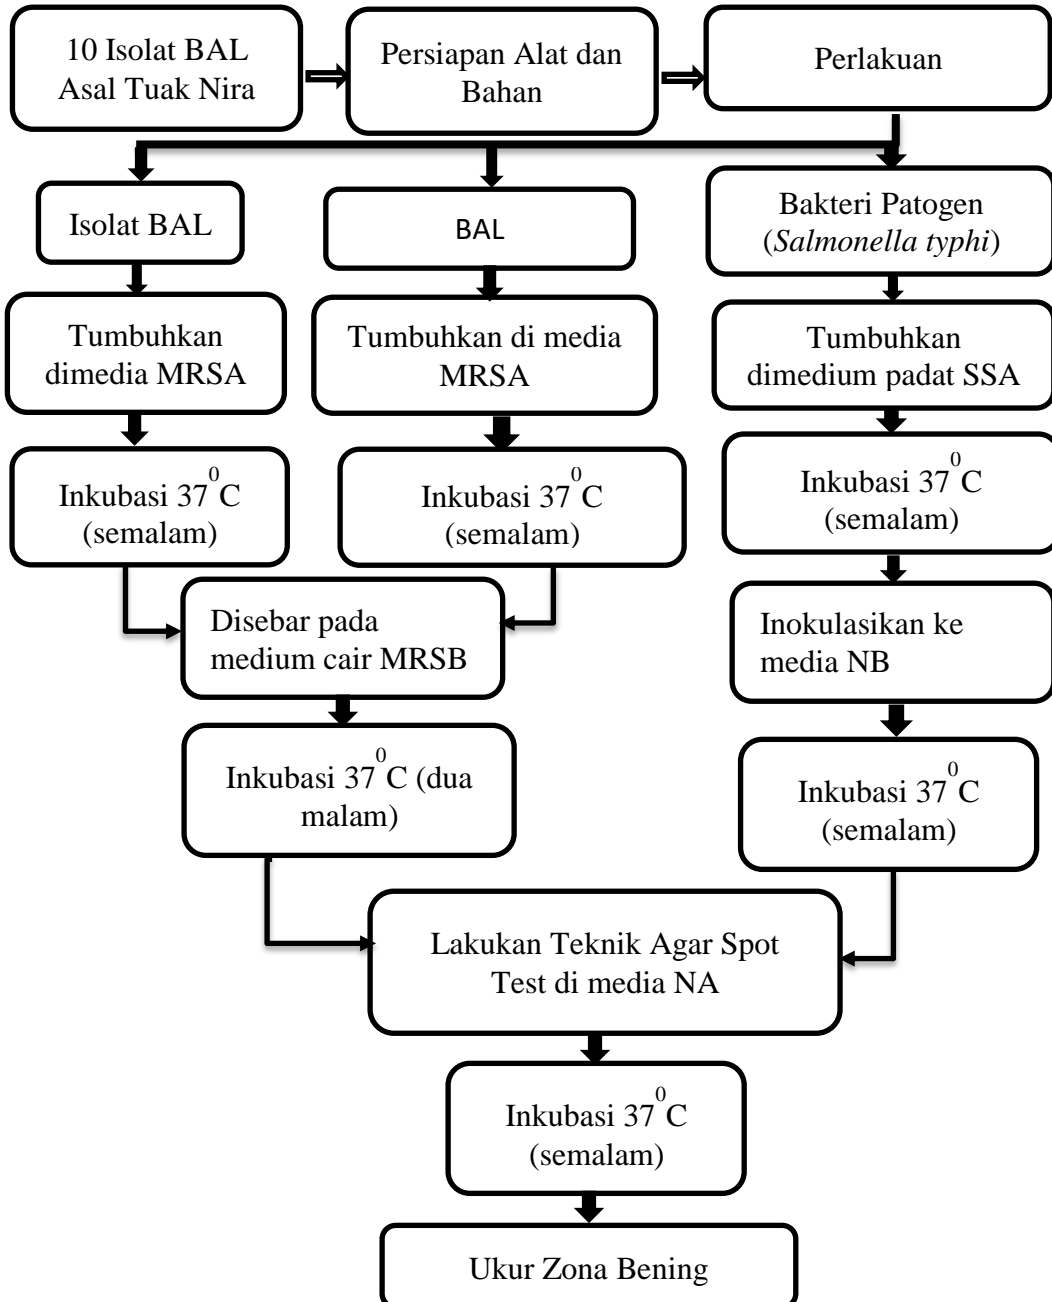 10 Isolat BAL
Asal Tuak Nira
Persiapan Alat dan
Bahan
Perlakuan
Isolat BAL
BAL
Bakteri Patogen
(Salmonella typhi)
Tumbuhkan
dimedia MRSA
Tumbuhkan di media
MRSA
Tumbuhkan
dimedium padat SSA
Inkubasi 37⁰C
(semalam)
Inkubasi 37⁰C
(semalam)
Inkubasi 37⁰C
(semalam)
Disebar pada
medium cair MRSB
Inokulasikan ke
media NB
Inkubasi 37⁰C (dua
malam)
Inkubasi 37⁰C
(semalam)
Lakukan Teknik Agar Spot
Test di media NA
Inkubasi 37⁰C
(semalam)
Ukur Zona Bening